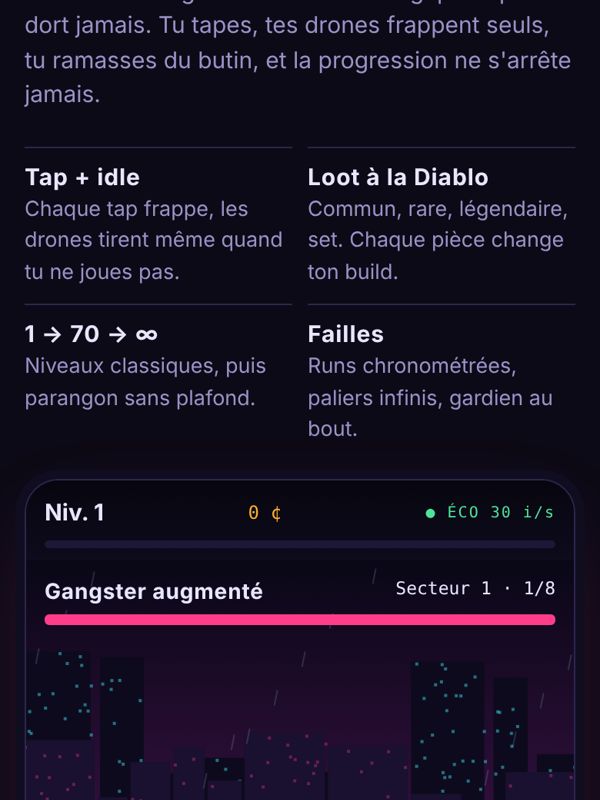 dort jamais. Tu tapes, tes drones frappent seuls,
tu ramasses du butin, et la progression ne s'arrête
jamais.
Tap + idle
Chaque tap frappe, les
drones tirent même quand
tu ne joues pas.
Loot à la Diablo
Commun, rare, légendaire,
set. Chaque pièce change
ton build.
1 → 70 → ∞
Niveaux classiques, puis
parangon sans plafond.
Failles
Runs chronométrées,
paliers infinis, gardien au
bout.
Niv. 1
0 ¢
● ÉCO 30 i/s
Gangster augmenté
Secteur 1 · 1/8